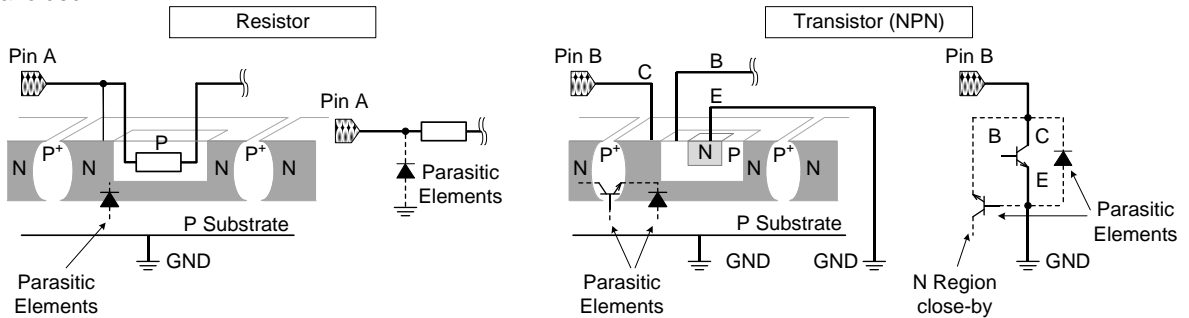 Resistor
Pin A
N
P+
N
P
N
P+
N
Parasitic
Elements
P Substrate
GND
Pin A
Parasitic
Elements
Transistor (NPN)
Pin B
C
B
E
N
P+
N
N
P
N
P+
N
P Substrate
Parasitic
Elements
GND
GND
Pin B
B
C
E
Parasitic
Elements
GND
N Region
close-by